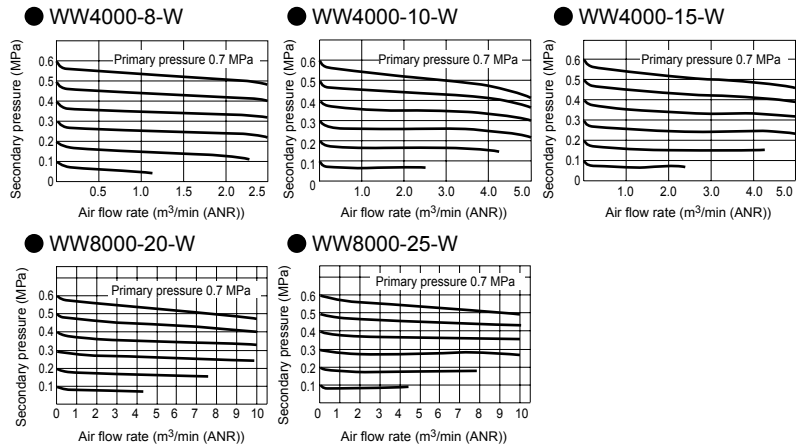 ● WW4000-8-W
Secondary pressure (MPa)
Primary pressure 0.7 MPa
0.6
0.5
0.4
0.3
0.2
0.1
0
0.5 1.0 1.5 2.0 2.5
Air flow rate (m³/min (ANR))
● WW4000-10-W
Secondary pressure (MPa)
Primary pressure 0.7 MPa
0.6
0.5
0.4
0.3
0.2
0.1
0
1.0 2.0 3.0 4.0 5.0
Air flow rate (m³/min (ANR))
● WW4000-15-W
Secondary pressure (MPa)
Primary pressure 0.7 MPa
0.6
0.5
0.4
0.3
0.2
0.1
0
1.0 2.0 3.0 4.0 5.0
Air flow rate (m³/min (ANR))
● WW8000-20-W
Secondary pressure (MPa)
Primary pressure 0.7 MPa
0.6
0.5
0.4
0.3
0.2
0.1
0 1 2 3 4 5 6 7 8 9 10
Air flow rate (m³/min (ANR))
● WW8000-25-W
Secondary pressure (MPa)
Primary pressure 0.7 MPa
0.6
0.5
0.4
0.3
0.2
0.1
0 1 2 3 4 5 6 7 8 9 10
Air flow rate (m³/min (ANR))